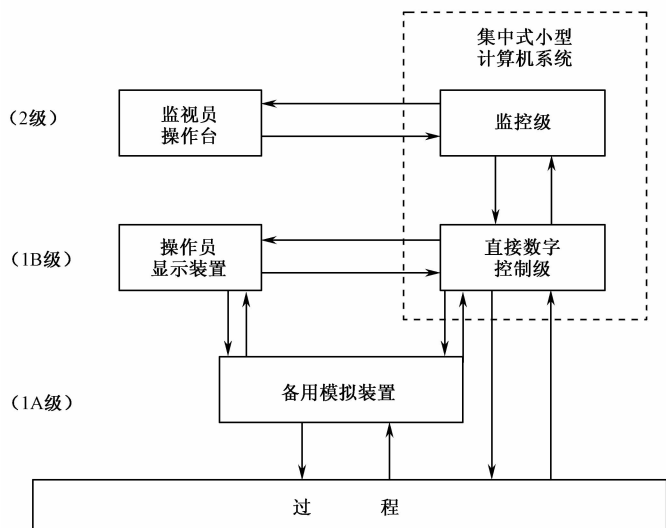 集中式小型
计算机系统
（2级）
监视员
操作台
监控级
（1B级）
操作员
显示装置
直接数字
控制级
（1A级）
备用模拟装置
过 程